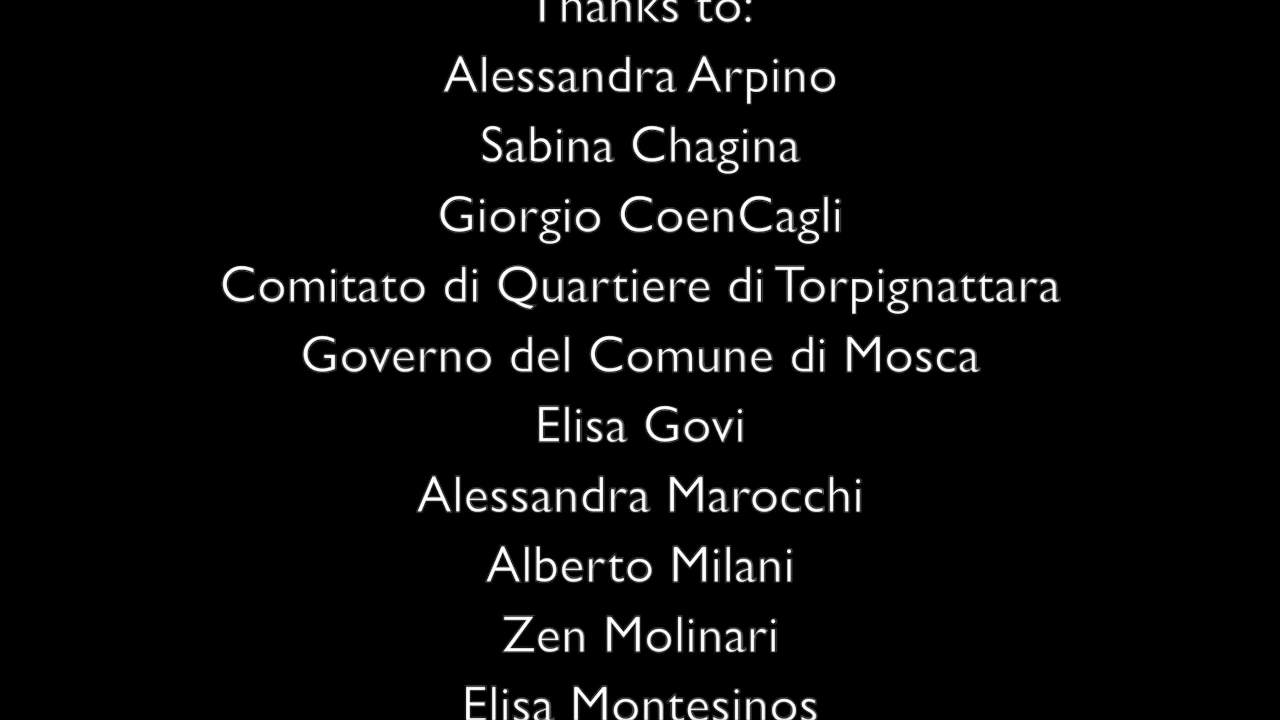 Thanks to:
Alessandra Arpino
Sabina Chagina
Giorgio CoenCagli
Comitato di Quartiere di Torpignattara
Governo del Comune di Mosca
Elisa Govi
Alessandra Marocchi
Alberto Milani
Zen Molinari
Elisa Montesinos